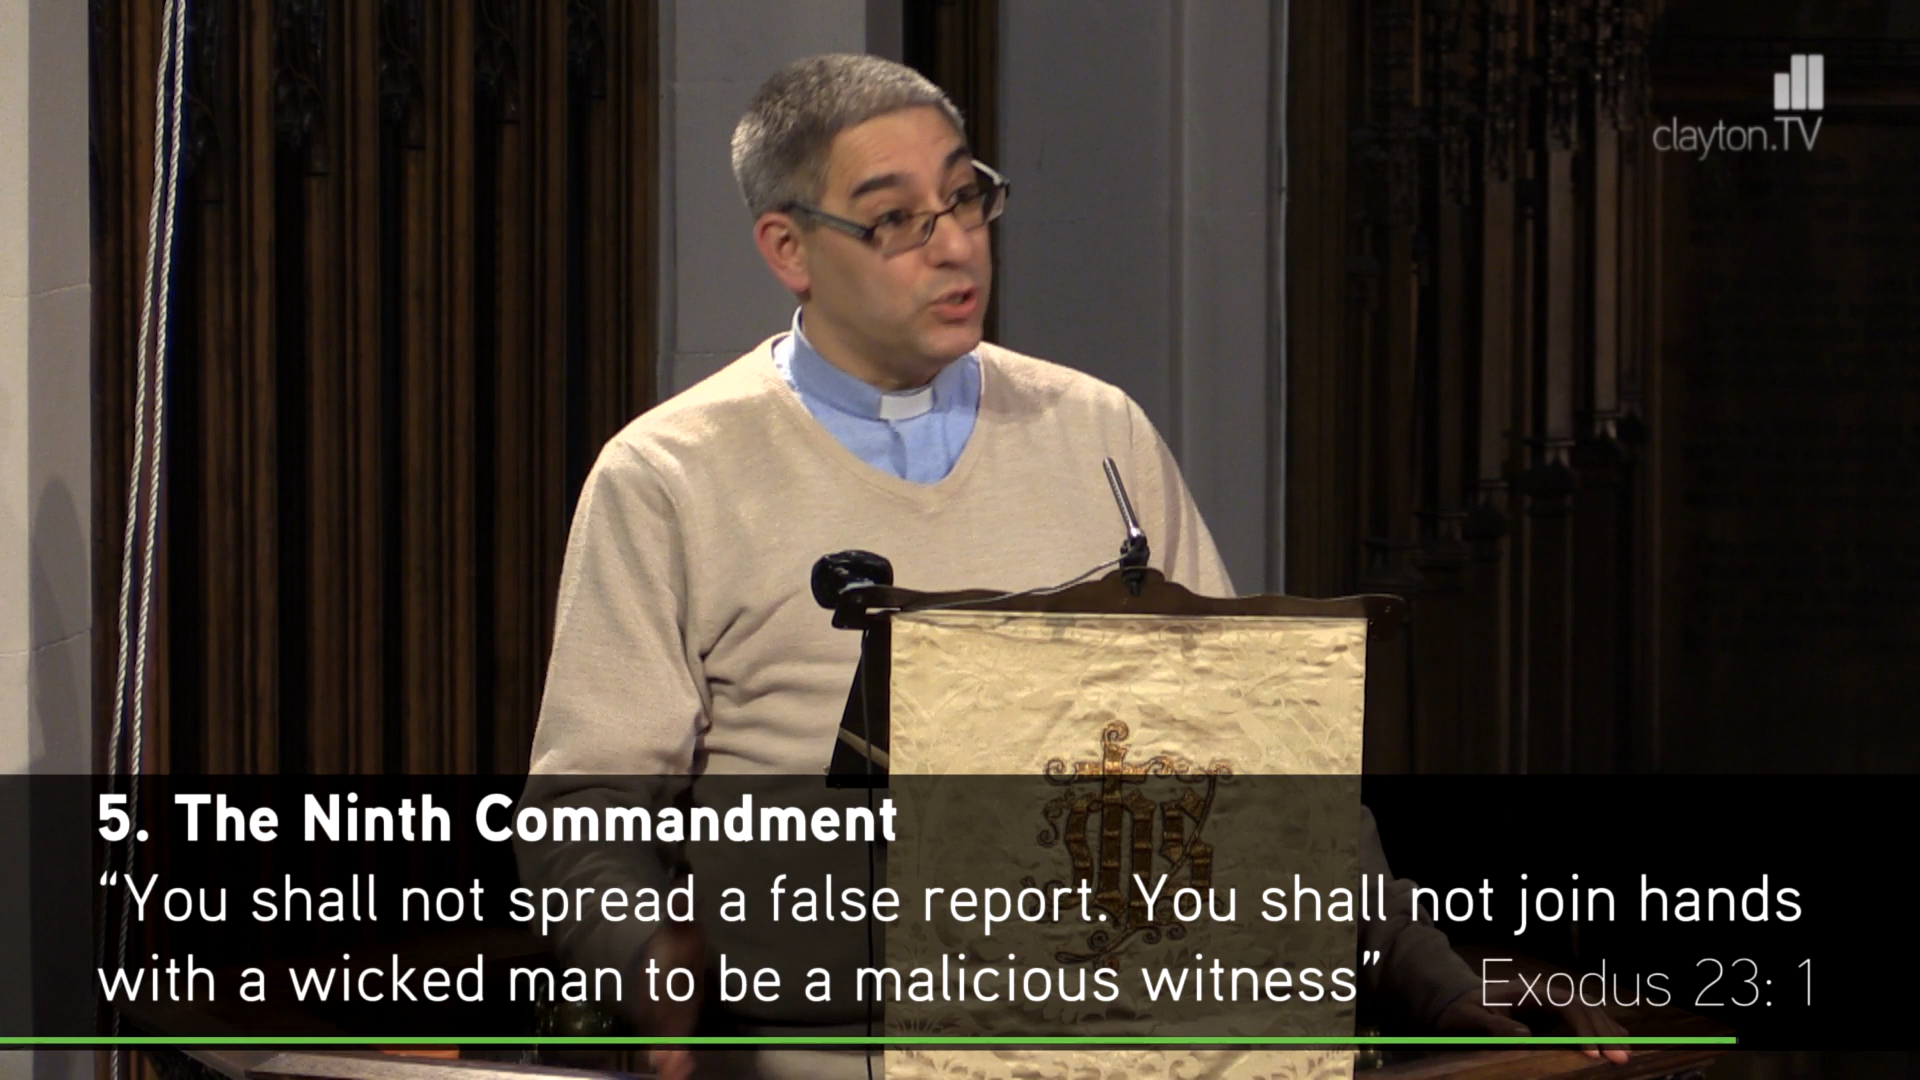 clayton.TV
5. The Ninth Commandment
“You shall not spread a false report. You shall not join hands
with a wicked man to be a malicious witness” Exodus 23: 1